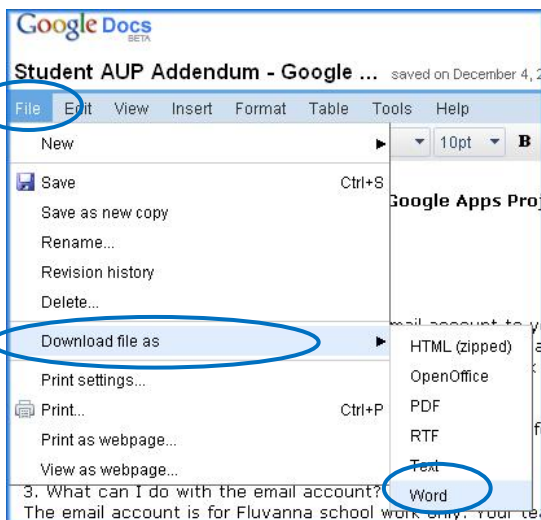 Google Docs
BETA
Student AUP Addendum - Google ... saved on December 4, 2
File Edit View Insert Format Table Tools Help
New 10pt B
Save Ctrl+S
Google Apps Proj
Save as new copy
Rename...
Revision history
Delete...
email account to y
Download file as
HTML (zipped)
Print settings...
OpenOffice
Print... Ctrl+P
PDF
Print as webpage...
RTF
View as webpage...
Text
3. What can I do with the email account?
Word
The email account is for Fluvanna school work only. Your tea